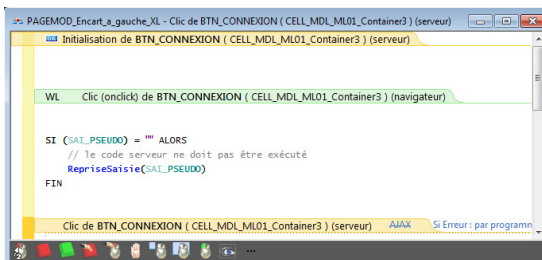 PAGEMOD_Encart_a_gauche_XL - Clic de BTN_CONNEXION ( CELL_MDL_ML01_Container3 ) (serveur)
Initialisation de BTN_CONNEXION ( CELL_MDL_ML01_Container3 ) (serveur)
WL Clic (onclick) de BTN_CONNEXION ( CELL_MDL_ML01_Container3 ) (navigateur)
SI (SAI_PSEUDO) = "" ALORS
// le code serveur ne doit pas être exécuté
RepriseSaisie(SAI_PSEUDO)
FIN
Clic de BTN_CONNEXION ( CELL_MDL_ML01_Container3 ) (serveur) AJAX Si Erreur : par programm
...